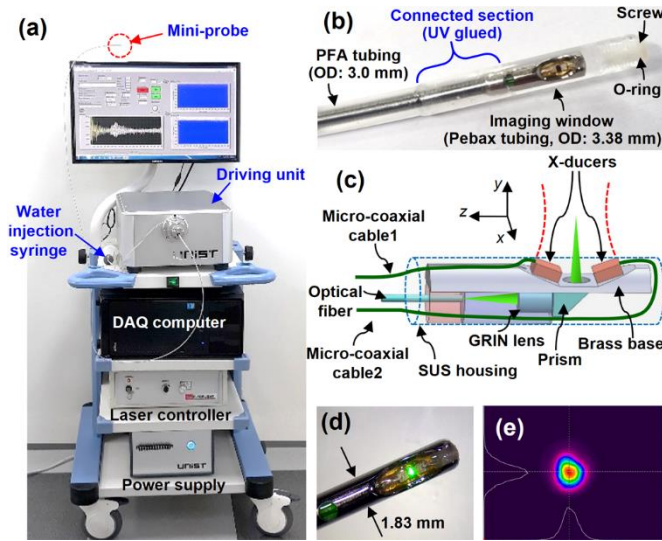 (a)
Mini-probe
Driving unit
Water
injection
syringe
UNIST
DAQ computer
Laser controller
Power supply
UNIST
(b)
Connected section
(UV glued)
Screw
PFA tubing
(OD: 3.0 mm)
O-ring
Imaging window
(Pebax tubing, OD: 3.38 mm)
(c)
X-ducers
y
z
x
Micro-coaxial
cable1
Optical
fiber
Micro-coaxial
cable2
GRIN lens
Prism
Brass base
SUS housing
(d)
1.83 mm
(e)